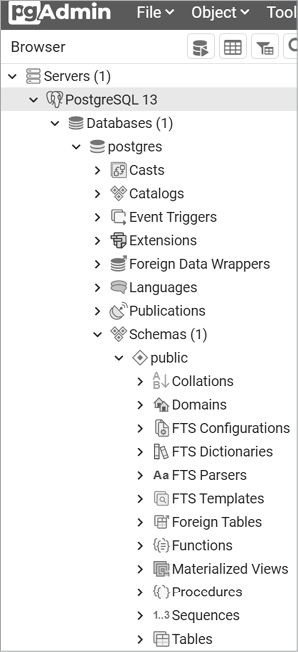 pgAdmin File Object Tool
Browser
Servers (1)
PostgreSQL 13
Databases (1)
postgres
Casts
Catalogs
Event Triggers
Extensions
Foreign Data Wrappers
Languages
Publications
Schemas (1)
public
A
B
Collations
Domains
FTS Configurations
FTS Dictionaries
Aa FTS Parsers
FTS Templates
Foreign Tables
Functions
Materialized Views
Procedures
1..3 Sequences
Tables